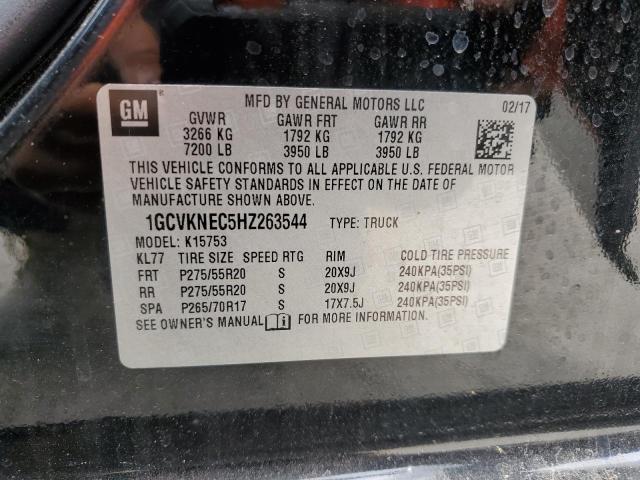 MFD BY GENERAL MOTORS LLC 02/17
GM ®
GVWR GAWR FRT GAWR RR
3266 KG 1792 KG 1792 KG
7200 LB 3950 LB 3950 LB
THIS VEHICLE CONFORMS TO ALL APPLICABLE U.S. FEDERAL MOTOR
VEHICLE SAFETY STANDARDS IN EFFECT ON THE DATE OF
MANUFACTURE SHOWN ABOVE.
1GCVKNEC5HZ263544 TYPE: TRUCK
MODEL: K15753
KL77 TIRE SIZE SPEED RTG RIM COLD TIRE PRESSURE
FRT P275/55R20 S 20X9J 240KPA(35PSI)
RR P275/55R20 S 20X9J 240KPA(35PSI)
SPA P265/70R17 S 17X7.5J 240KPA(35PSI)
SEE OWNER'S MANUAL FOR MORE INFORMATION.